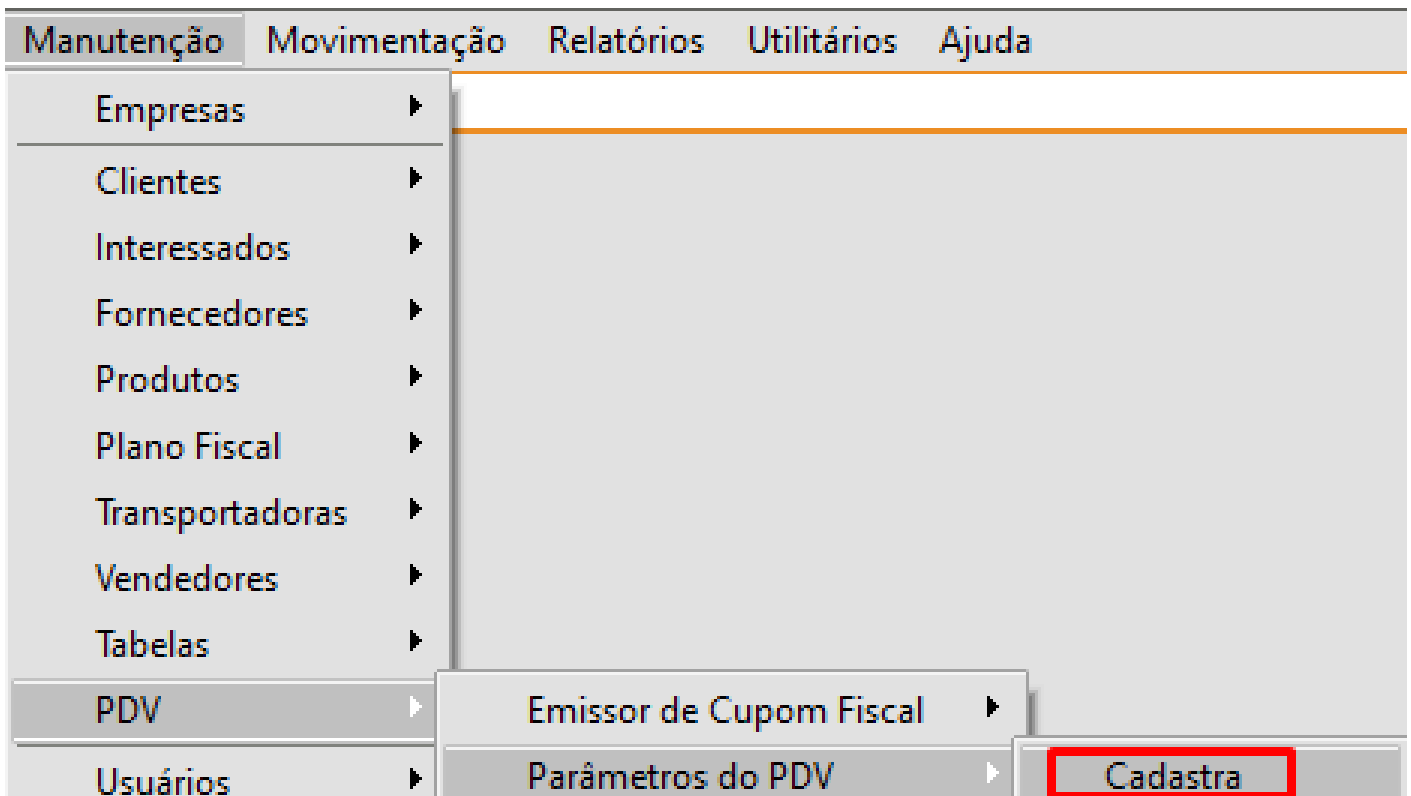 Manutenção Movimentação Relatórios Utilitários Ajuda
Empresas
Clientes
Interessados
Fornecedores
Produtos
Plano Fiscal
Transportadoras
Vendedores
Tabelas
PDV Emissor de Cupom Fiscal
Usuários Parâmetros do PDV Cadastra